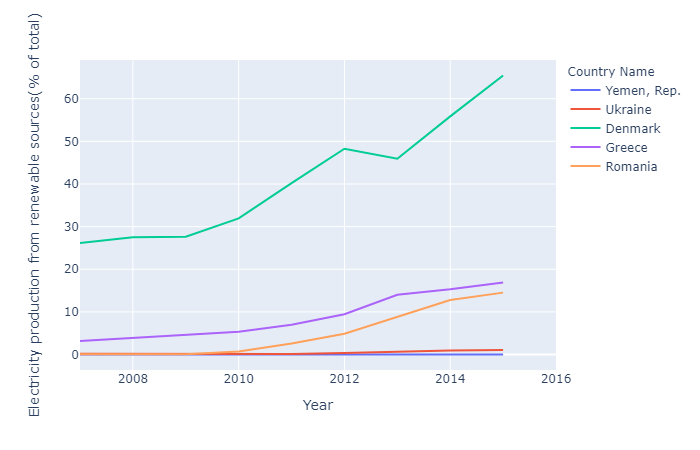 Electricity production from renewable sources(% of total)
60
50
40
30
20
10
0
2008 2010 2012 2014 2016
Year
Country Name
Yemen, Rep.
Ukraine
Denmark
Greece
Romania